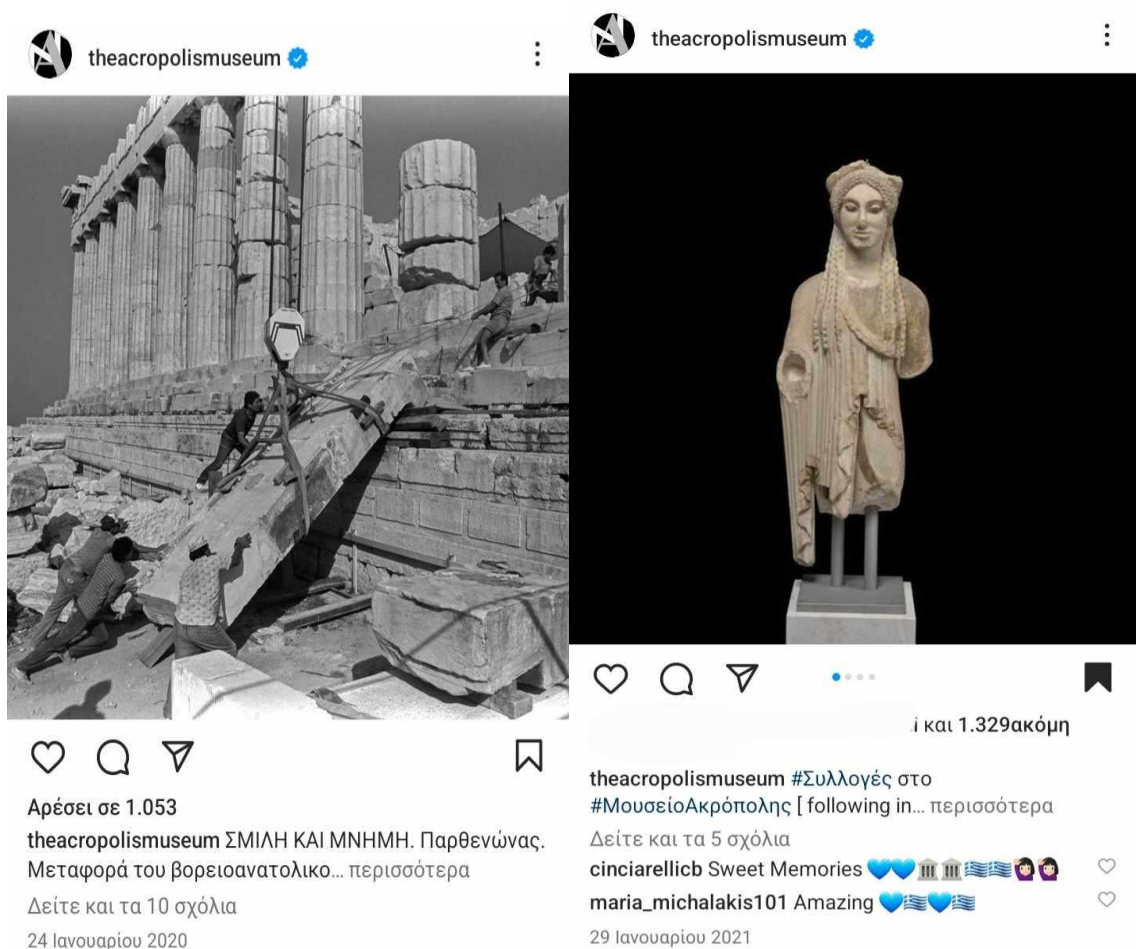 theacropolismuseum
Αρέσει σε 1.053
theacropolismuseum ΣΜΙΛΗ ΚΑΙ ΜΝΗΜΗ. Παρθενώνας.
Μεταφορά του βορειοανατολικο... περισσότερα
Δείτε και τα 10 σχόλια
24 Ιανουαρίου 2020
theacropolismuseum
και 1.329ακόμη
theacropolismuseum #Συλλογές στο
#ΜουσείοΑκρόπολης [ following in... περισσότερα
Δείτε και τα 5 σχόλια
cinciarellicb Sweet Memories 💙💙🏛️🏛️🇬🇷🇬🇷🙋🏻‍♀️🙋🏻‍♀️
maria_michalakis101 Amazing 💙🇬🇷💙🇬🇷
29 Ιανουαρίου 2021